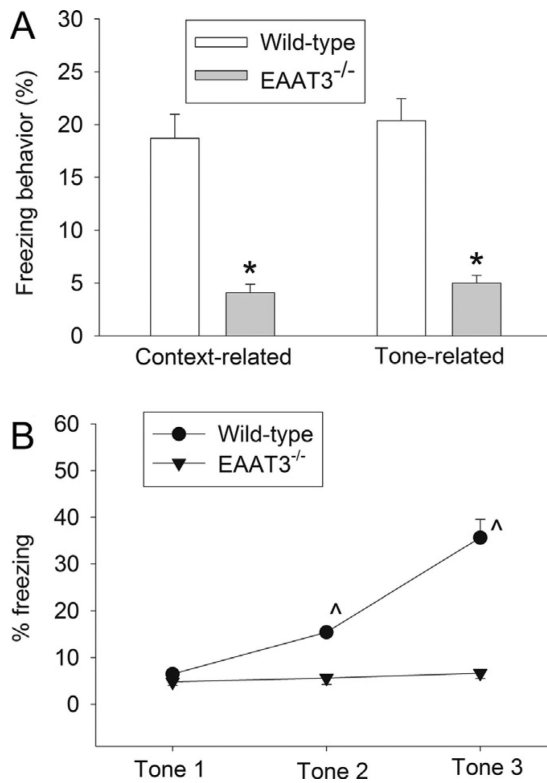 A
30
25
20
15
10
5
0
Freezing behavior (%)
Wild-type
EAAT3-/-
*
*
Context-related
Tone-related
B
60
50
40
30
20
10
0
% freezing
Wild-type
EAAT3-/-
^
^
Tone 1
Tone 2
Tone 3